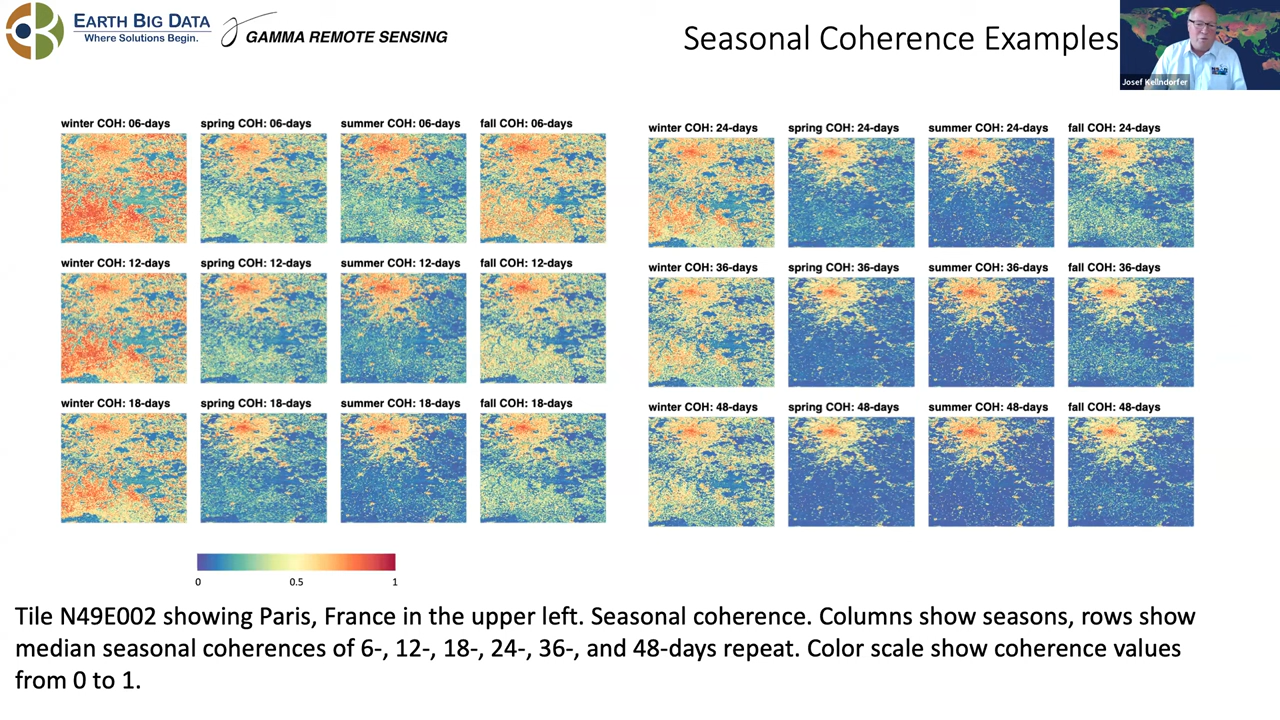 EARTH BIG DATA
Where Solutions Begin.
GAMMA REMOTE SENSING
Seasonal Coherence Examples
Josef Kellndorfer
winter COH: 06-days spring COH: 06-days summer COH: 06-days fall COH: 06-days
winter COH: 24-days spring COH: 24-days summer COH: 24-days fall COH: 24-days
winter COH: 12-days spring COH: 12-days summer COH: 12-days fall COH: 12-days
winter COH: 36-days spring COH: 36-days summer COH: 36-days fall COH: 36-days
winter COH: 18-days spring COH: 18-days summer COH: 18-days fall COH: 18-days
winter COH: 48-days spring COH: 48-days summer COH: 48-days fall COH: 48-days
0 0.5 1
Tile N49E002 showing Paris, France in the upper left. Seasonal coherence. Columns show seasons, rows show
median seasonal coherences of 6-, 12-, 18-, 24-, 36-, and 48-days repeat. Color scale show coherence values
from 0 to 1.